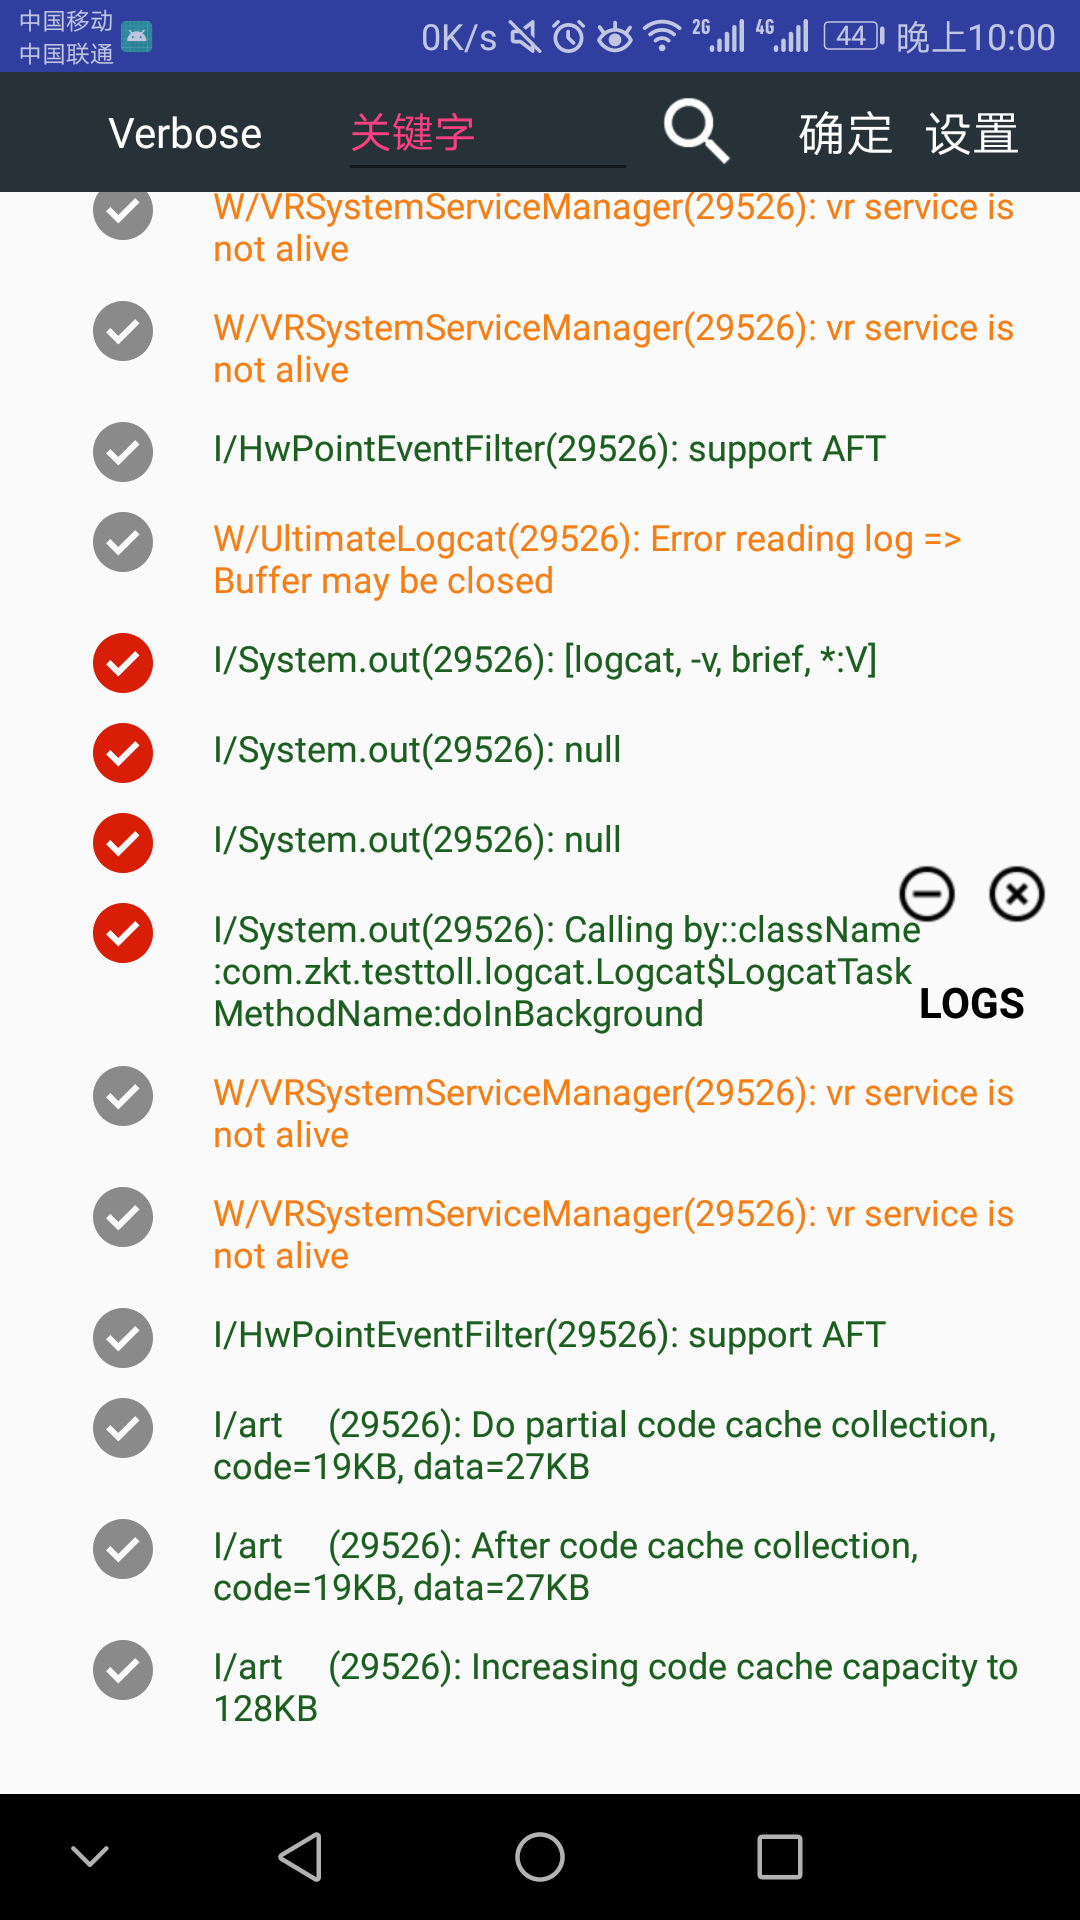 中国移动
中国联通
0K/s 2G 4G 44 晚上10:00
Verbose 关键字 确定 设置
W/VRSystemServiceManager(29526): vr service is
not alive
W/VRSystemServiceManager(29526): vr service is
not alive
I/HwPointEventFilter(29526): support AFT
W/UltimateLogcat(29526): Error reading log =>
Buffer may be closed
I/System.out(29526): [logcat, -v, brief, *:V]
I/System.out(29526): null
I/System.out(29526): null
I/System.out(29526): Calling by::className
:com.zkt.testtoll.logcat.Logcat$LogcatTask
MethodName:doInBackground
LOGS
W/VRSystemServiceManager(29526): vr service is
not alive
W/VRSystemServiceManager(29526): vr service is
not alive
I/HwPointEventFilter(29526): support AFT
I/art     (29526): Do partial code cache collection,
code=19KB, data=27KB
I/art     (29526): After code cache collection,
code=19KB, data=27KB
I/art     (29526): Increasing code cache capacity to
128KB